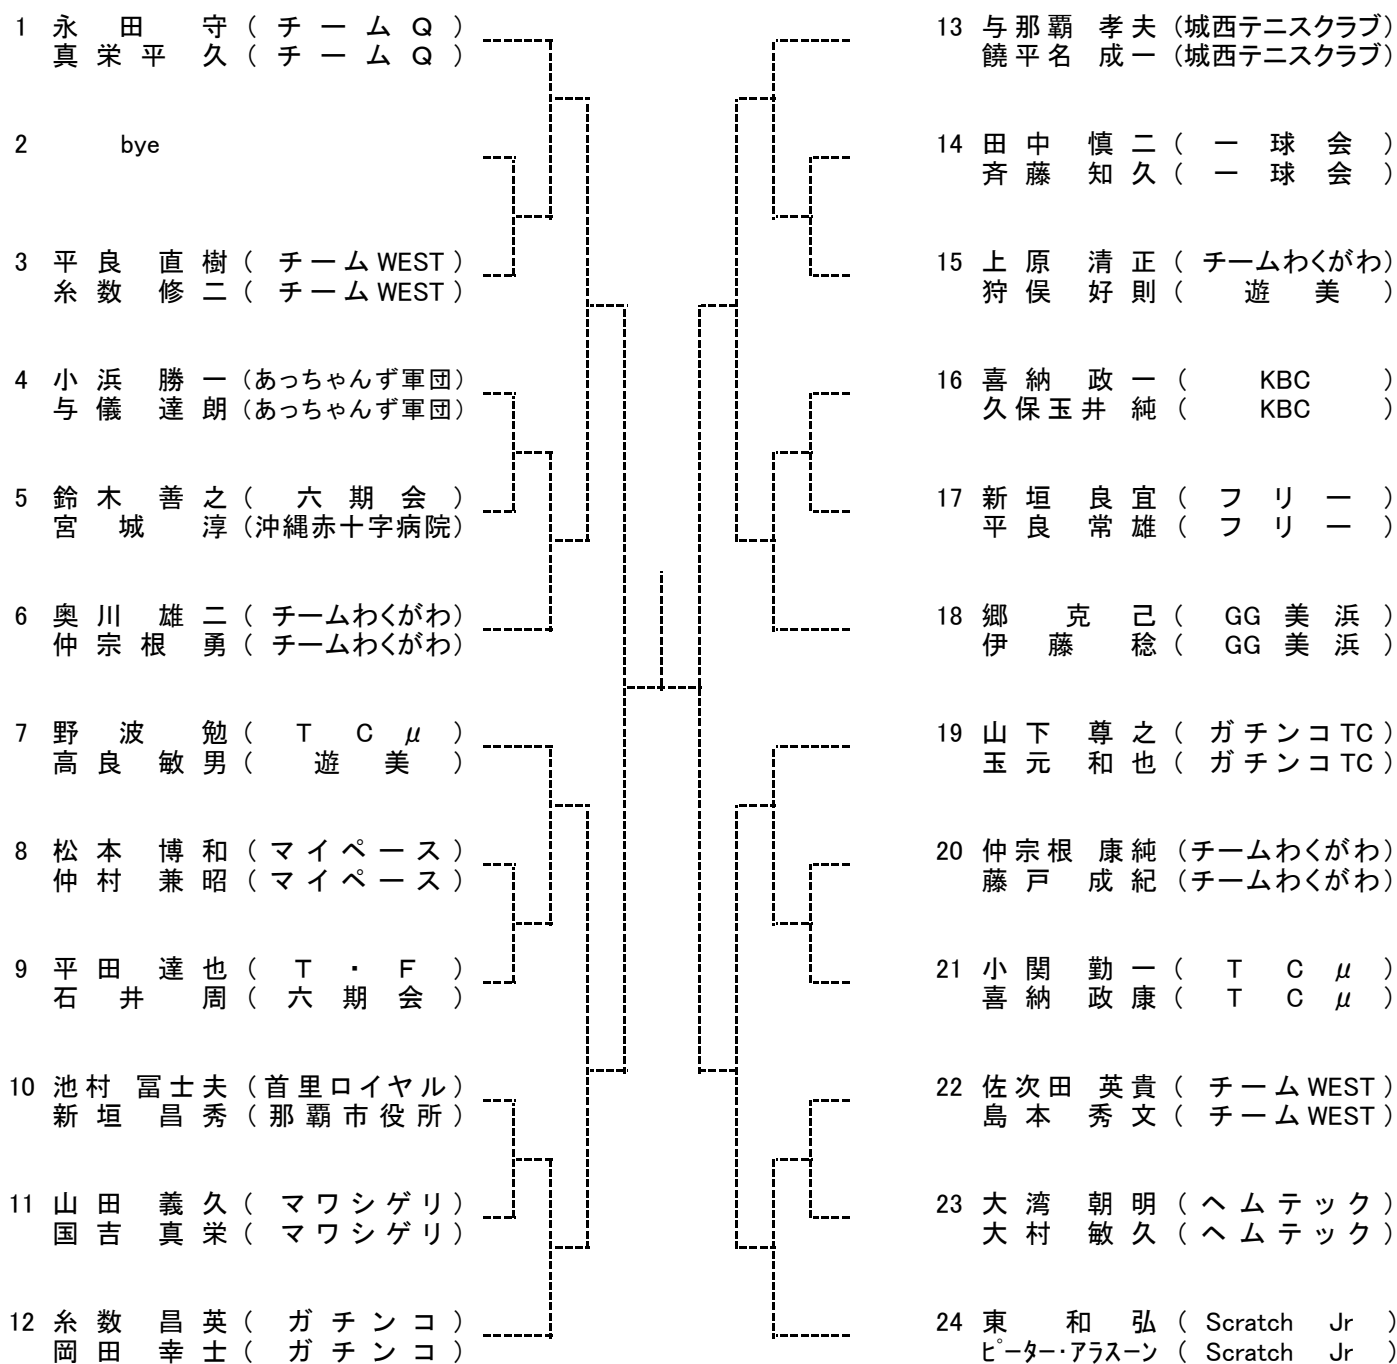 1 永田 守 (チームQ)
真栄平 久 (チームQ)
2 bye
3 平良 直樹 (チームWEST)
糸数 修二 (チームWEST)
4 小浜 勝一 (あっちゃんず軍団)
与儀 達朗 (あっちゃんず軍団)
5 鈴木 善之 (六期会)
宮城 淳 (沖縄赤十字病院)
6 奥川 雄二 (チームわくがわ)
仲宗根 勇 (チームわくがわ)
7 野波 勉 (TCμ)
高良 敏男 (遊美)
8 松本 博和 (マイペース)
仲村 兼昭 (マイペース)
9 平田 達也 (T・F)
石井 周 (六期会)
10 池村 冨士夫 (首里ロイヤル)
新垣 昌秀 (那覇市役所)
11 山田 義久 (マワシゲリ)
国吉 真栄 (マワシゲリ)
12 糸数 昌英 (ガチンコ)
岡田 幸士 (ガチンコ)
13 与那覇 孝夫 (城西テニスクラブ)
饒平名 成一 (城西テニスクラブ)
14 田中 慎二 (一球会)
斉藤 知久 (一球会)
15 上原 清正 (チームわくがわ)
狩俣 好則 (遊美)
16 喜納 政一 (KBC)
久保玉井 純 (KBC)
17 新垣 良宜 (フリー)
平良 常雄 (フリー)
18 郷 克己 (GG美浜)
伊藤 稔 (GG美浜)
19 山下 尊之 (ガチンコTC)
玉元 和也 (ガチンコTC)
20 仲宗根 康純 (チームわくがわ)
藤戸 成紀 (チームわくがわ)
21 小関 勤一 (TCμ)
喜納 政康 (TCμ)
22 佐次田 英貴 (チームWEST)
島本 秀文 (チームWEST)
23 大湾 朝明 (ヘムテック)
大村 敏久 (ヘムテック)
24 東 和弘 (Scratch Jr)
ピーター・アラスーン (Scratch Jr)